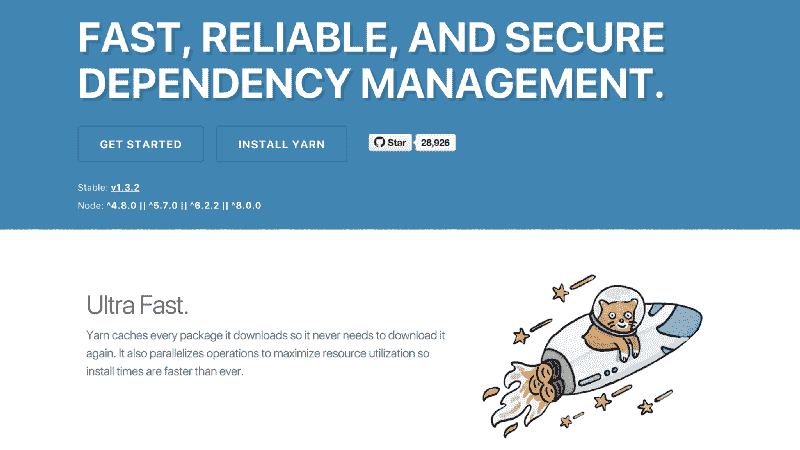 FAST, RELIABLE, AND SECURE
DEPENDENCY MANAGEMENT.
GET STARTED
INSTALL YARN
Star
28,926
Stable: v1.3.2
Node: ^4.8.0 || ^5.7.0 || ^6.2.2 || ^8.0.0
Ultra Fast.
Yarn caches every package it downloads so it never needs to download it
again. It also parallelizes operations to maximize resource utilization so
install times are faster than ever.